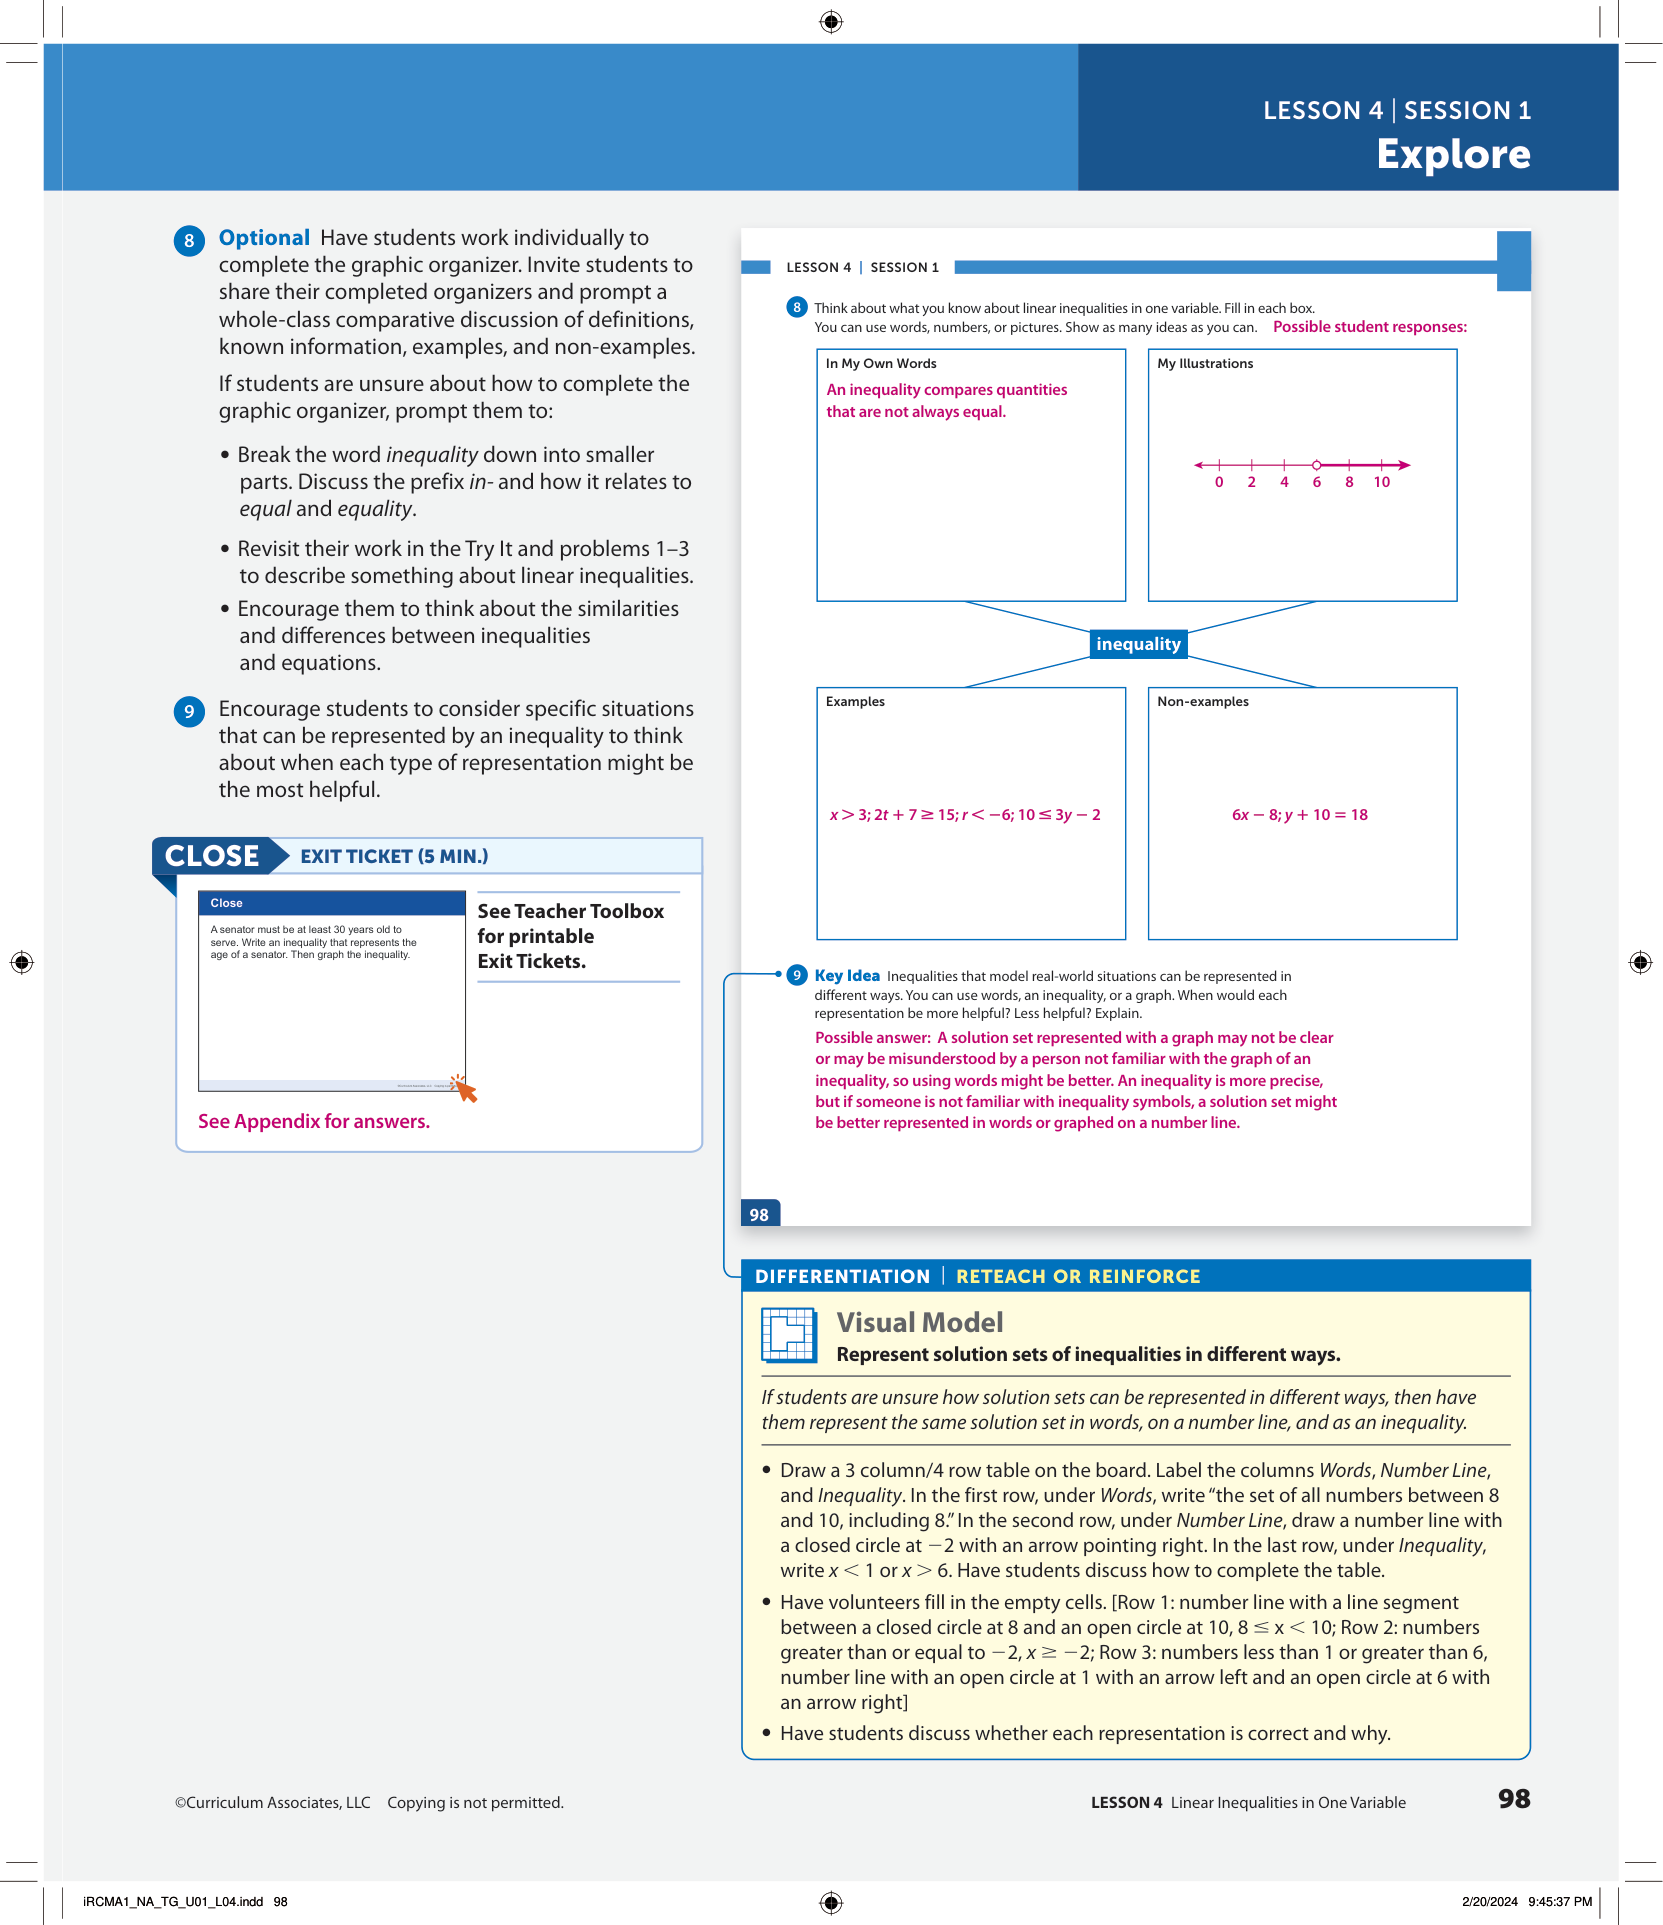 LESSON 4 | SESSION 1
Explore
8 Optional Have students work individually to
complete the graphic organizer. Invite students to
share their completed organizers and prompt a
whole-class comparative discussion of definitions,
known information, examples, and non-examples.
If students are unsure about how to complete the
graphic organizer, prompt them to:
• Break the word inequality down into smaller
parts. Discuss the prefix in- and how it relates to
equal and equality.
• Revisit their work in the Try It and problems 1–3
to describe something about linear inequalities.
• Encourage them to think about the similarities
and differences between inequalities
and equations.
9 Encourage students to consider specific situations
that can be represented by an inequality to think
about when each type of representation might be
the most helpful.
CLOSE EXIT TICKET (5 MIN.)
Close
A senator must be at least 30 years old to
serve. Write an inequality that represents the
age of a senator. Then graph the inequality.
See Teacher Toolbox
for printable
Exit Tickets.
See Appendix for answers.
LESSON 4 | SESSION 1
8 Think about what you know about linear inequalities in one variable. Fill in each box.
You can use words, numbers, or pictures. Show as many ideas as you can. Possible student responses:
In My Own Words
An inequality compares quantities
that are not always equal.
My Illustrations
0 2 4 6 8 10
inequality
Examples
x > 3; 2t + 7 ≥ 15; r < −6; 10 ≤ 3y − 2
Non-examples
6x − 8; y + 10 = 18
9 Key Idea Inequalities that model real-world situations can be represented in
different ways. You can use words, an inequality, or a graph. When would each
representation be more helpful? Less helpful? Explain.
Possible answer: A solution set represented with a graph may not be clear
or may be misunderstood by a person not familiar with the graph of an
inequality, so using words might be better. An inequality is more precise,
but if someone is not familiar with inequality symbols, a solution set might
be better represented in words or graphed on a number line.
98
DIFFERENTIATION | RETEACH OR REINFORCE
Visual Model
Represent solution sets of inequalities in different ways.
If students are unsure how solution sets can be represented in different ways, then have
them represent the same solution set in words, on a number line, and as an inequality.
• Draw a 3 column/4 row table on the board. Label the columns Words, Number Line,
and Inequality. In the first row, under Words, write “the set of all numbers between 8
and 10, including 8.” In the second row, under Number Line, draw a number line with
a closed circle at −2 with an arrow pointing right. In the last row, under Inequality,
write x < 1 or x > 6. Have students discuss how to complete the table.
• Have volunteers fill in the empty cells. [Row 1: number line with a line segment
between a closed circle at 8 and an open circle at 10, 8 ≤ x < 10; Row 2: numbers
greater than or equal to −2, x ≥ −2; Row 3: numbers less than 1 or greater than 6,
number line with an open circle at 1 with an arrow left and an open circle at 6 with
an arrow right]
• Have students discuss whether each representation is correct and why.
©Curriculum Associates, LLC Copying is not permitted.
LESSON 4 Linear Inequalities in One Variable 98
iRCMA1_NA_TG_U01_L04.indd 98
2/20/2024 9:45:37 PM